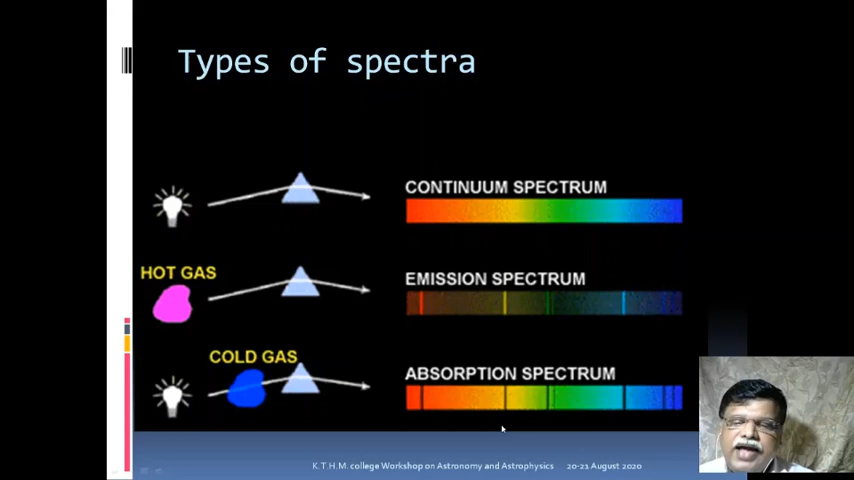 Types of spectra
CONTINUUM SPECTRUM
HOT GAS
EMISSION SPECTRUM
COLD GAS
ABSORPTION SPECTRUM
K.T.H.M. college Workshop on Astronomy and Astrophysics 20-21 August 2020